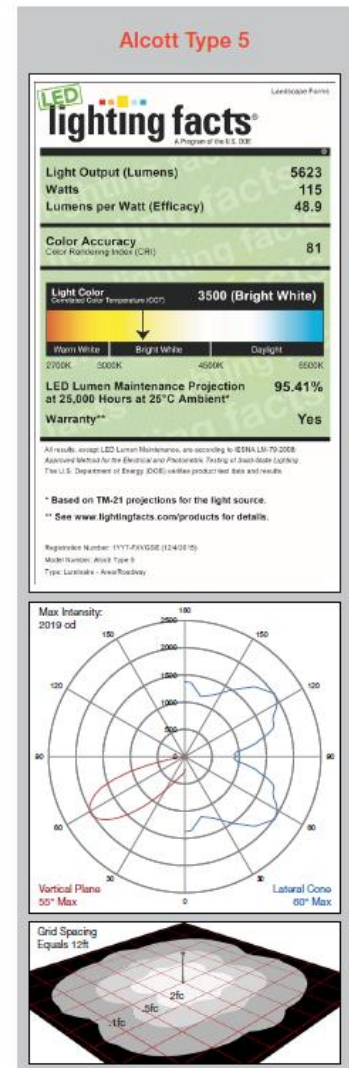 Alcott Type 5
LED
Landscape Forms
lighting facts®
A Program of the U.S. DOE
Light Output (Lumens) 5623
Watts 115
Lumens per Watt (Efficacy) 48.9
Color Accuracy
Color Rendering Index (CRI) 81
Light Color
Correlated Color Temperature (CCT) 3500 (Bright White)
Warm White Bright White Daylight
2700K 3000K 4500K 6500K
LED Lumen Maintenance Projection 95.41%
at 25,000 Hours at 25°C Ambient*
Warranty** Yes
All results, except LED Lumen Maintenance, are according to IESNA LM-79-2008:
Approved Method for the Electrical and Photometric Testing of Solid-State Lighting.
The U.S. Department of Energy (DOE) verifies product test data and results.
* Based on TM-21 projections for the light source.
** See www.lightingfacts.com/products for details.
Registration Number: (12/4/2015)
Model Number: Alcott Type 5
Type: Luminaire - Area/Roadway
Max Intensity:
2019 cd
180
150 150
2500
2000
120 120
1500
1000
500
90 0 90
60 60
30 30
0
Vertical Plane
55° Max
Lateral Cone
60° Max
Grid Spacing
Equals 12ft
2fc
.5fc
.1fc